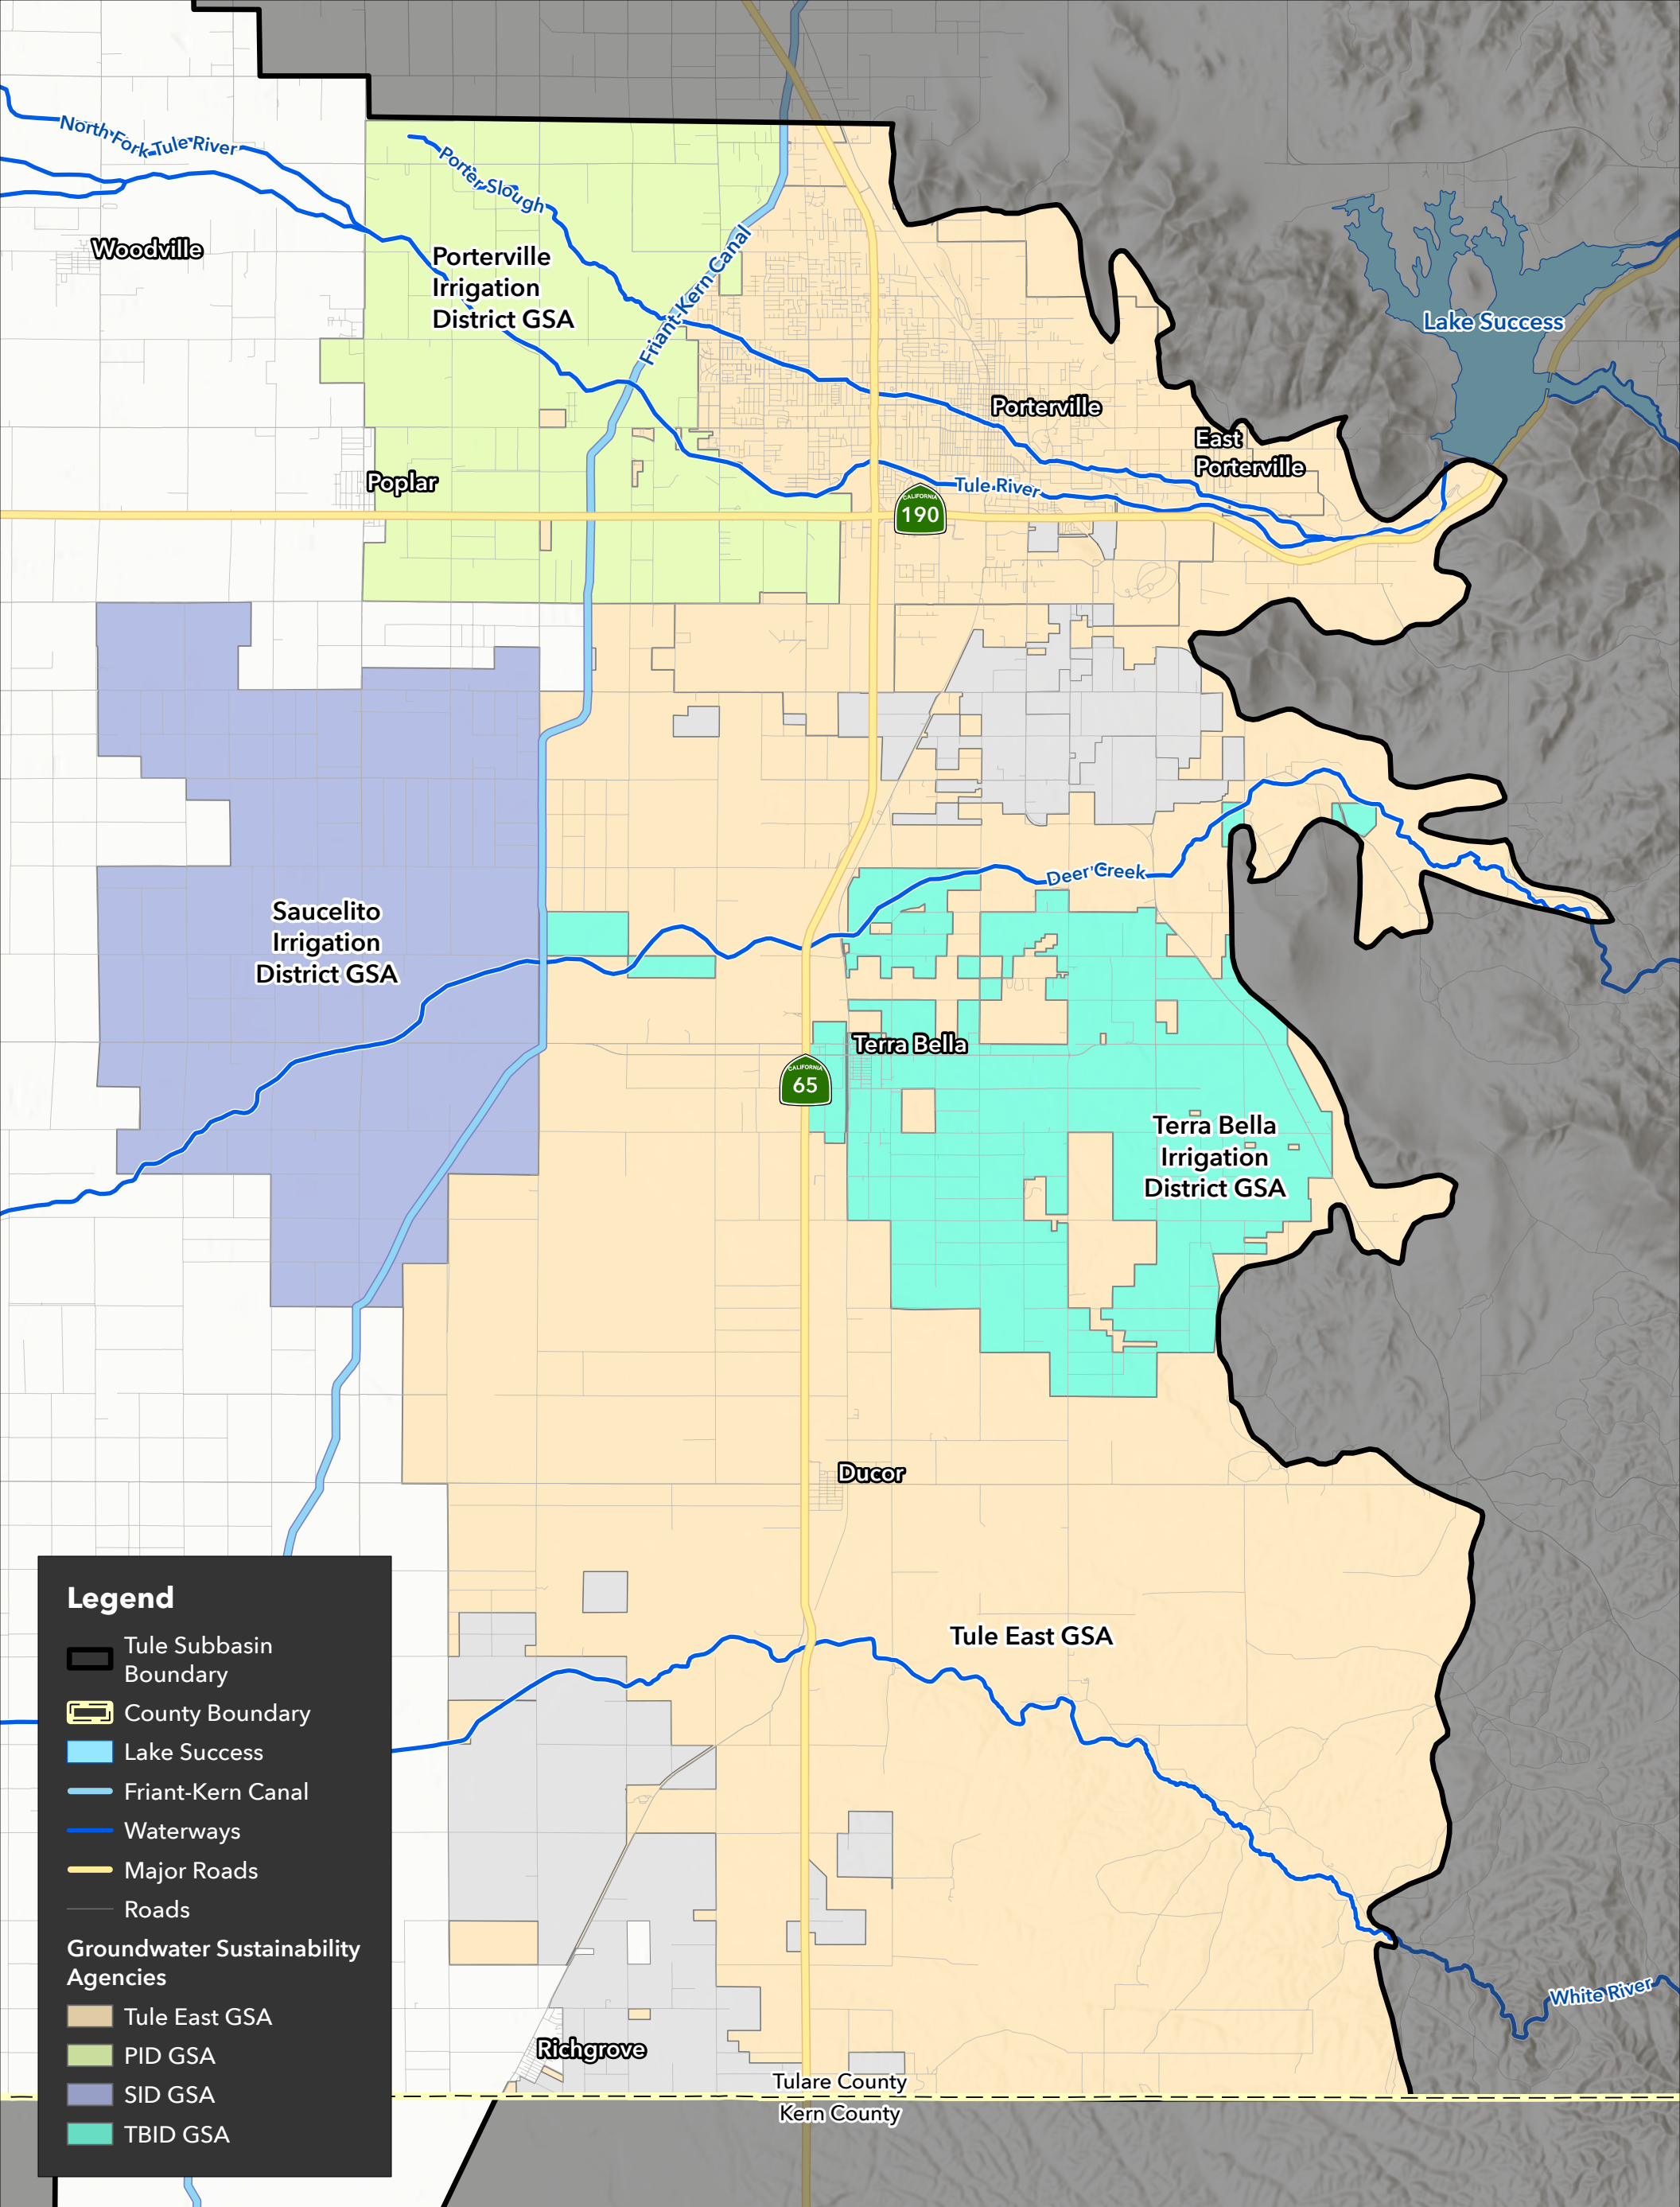 North Fork Tule River
Porter Slough
Woodville
Porterville
Irrigation
District GSA
Friant-Kern Canal
Lake Success
Porterville
East
Porterville
Poplar
Tule River
CALIFORNIA
190
Deer Creek
Saucelito
Irrigation
District GSA
Terra Bella
CALIFORNIA
65
Terra Bella
Irrigation
District GSA
Ducor
Tule East GSA
White River
Richgrove
Tulare County
Kern County
Legend
Tule Subbasin
Boundary
County Boundary
Lake Success
Friant-Kern Canal
Waterways
Major Roads
Roads
Groundwater Sustainability
Agencies
Tule East GSA
PID GSA
SID GSA
TBID GSA